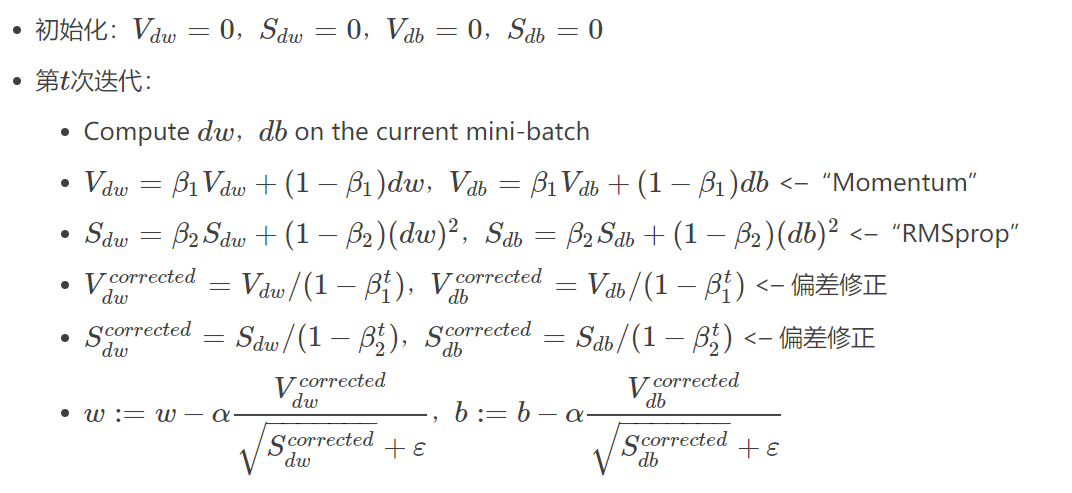 • 初始化：$V_{dw} = 0$，$S_{dw} = 0$，$V_{db} = 0$，$S_{db} = 0$
• 第$t$次迭代：
• Compute $dw$，$db$ on the current mini-batch
• $V_{dw} = \beta_1 V_{dw} + (1 - \beta_1)dw$，$V_{db} = \beta_1 V_{db} + (1 - \beta_1)db$ <– “Momentum”
• $S_{dw} = \beta_2 S_{dw} + (1 - \beta_2)(dw)^2$，$S_{db} = \beta_2 S_{db} + (1 - \beta_2)(db)^2$ <– “RMSprop”
• $V_{dw}^{corrected} = V_{dw}/(1 - \beta_1^t)$，$V_{db}^{corrected} = V_{db}/(1 - \beta_1^t)$ <– 偏差修正
• $S_{dw}^{corrected} = S_{dw}/(1 - \beta_2^t)$，$S_{db}^{corrected} = S_{db}/(1 - \beta_2^t)$ <– 偏差修正
• $w := w - \alpha \frac{V_{dw}^{corrected}}{\sqrt{S_{dw}^{corrected}} + \varepsilon}$，$b := b - \alpha \frac{V_{db}^{corrected}}{\sqrt{S_{db}^{corrected}} + \varepsilon}$